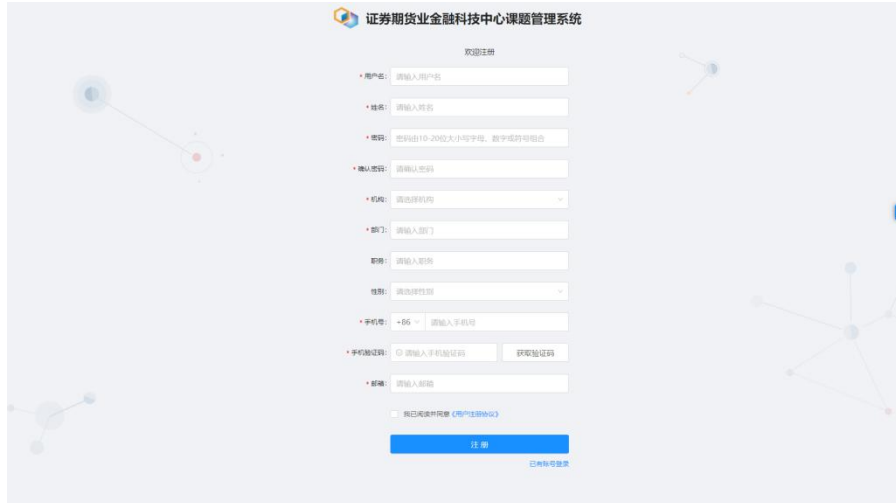 证券期货业金融科技中心课题管理系统
欢迎注册
* 用户名: 请输入用户名
* 姓名: 请输入姓名
* 密码: 密码由10-20位大小写字母、数字或符号组合
* 确认密码: 请确认密码
* 机构: 请选择机构
* 部门: 请输入部门
职务: 请输入职务
性别: 请选择性别
* 手机号: +86 请输入手机号
* 手机验证码: 请输入手机验证码 获取验证码
* 邮箱: 请输入邮箱
我已阅读并同意《用户注册协议》
注 册
已有账号登录